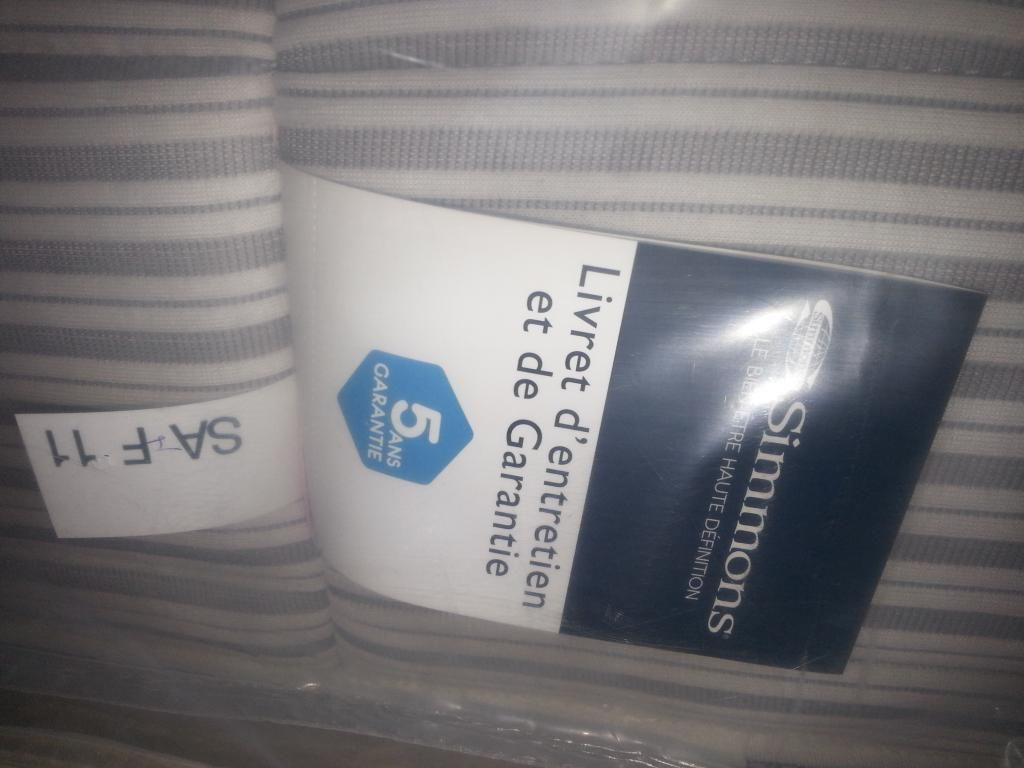 Simmons
LE BIEN-ÊTRE HAUTE DÉFINITION
Livret d'entretien
et de Garantie
5 ANS
GARANTIE
SA F 11